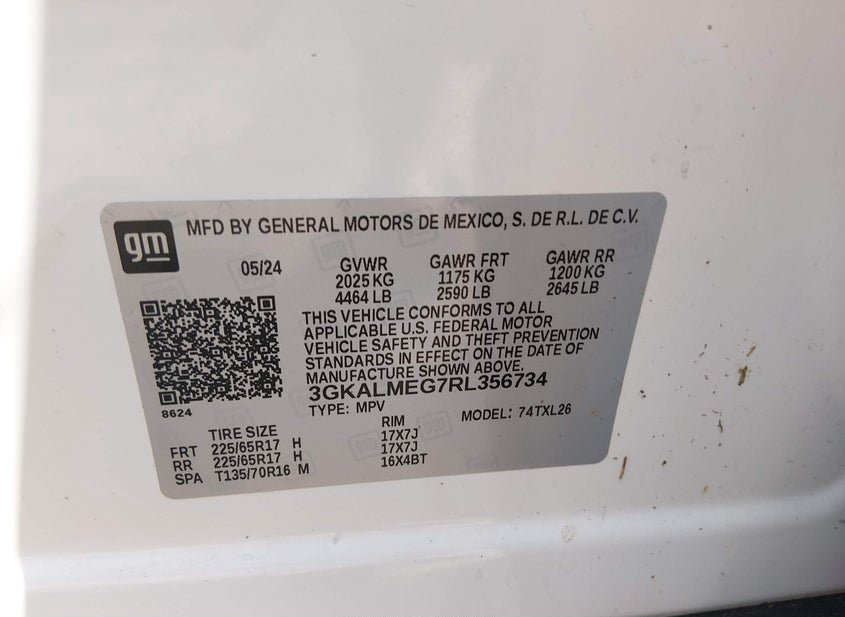 gm
MFD BY GENERAL MOTORS DE MEXICO, S. DE R.L. DE C.V.
05/24 GVWR GAWR FRT GAWR RR
2025 KG 1175 KG 1200 KG
4464 LB 2590 LB 2645 LB
THIS VEHICLE CONFORMS TO ALL
APPLICABLE U.S. FEDERAL MOTOR
VEHICLE SAFETY AND THEFT PREVENTION
STANDARDS IN EFFECT ON THE DATE OF
MANUFACTURE SHOWN ABOVE.
3GKALMEG7RL356734
8624
TYPE: MPV MODEL: 74TXL26
TIRE SIZE RIM
FRT 225/65R17 H 17X7J
RR 225/65R17 H 17X7J
SPA T135/70R16 M 16X4BT